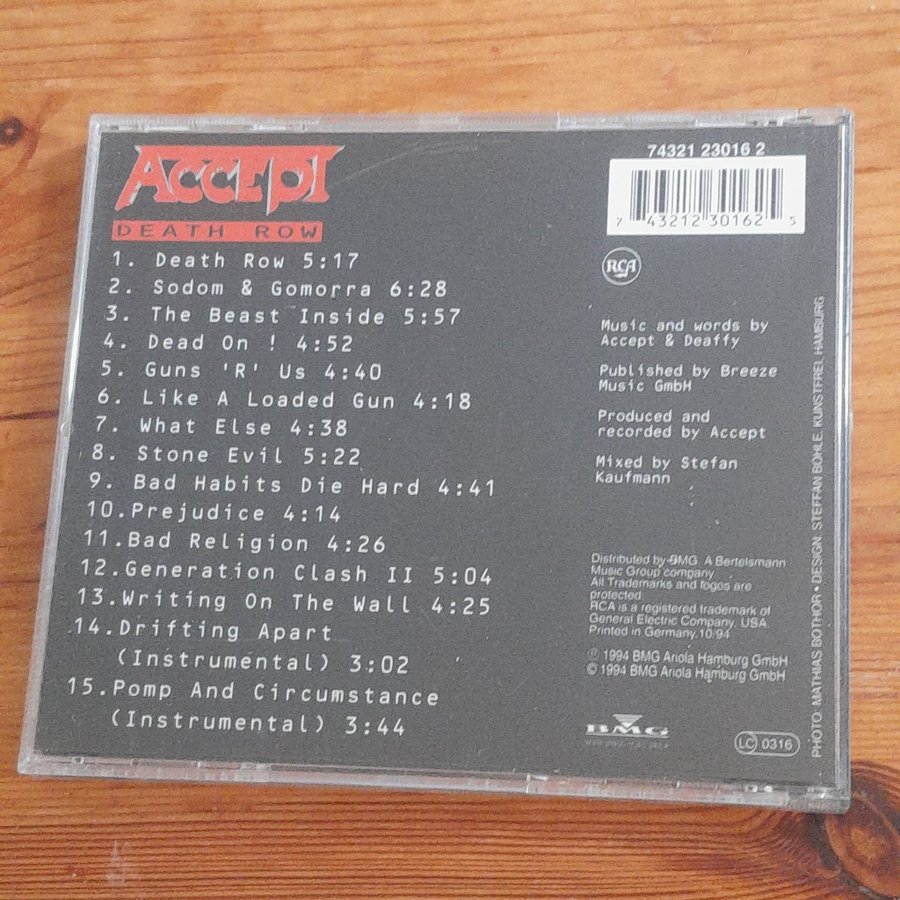 ACCEPT
DEATH ROW
1. Death Row 5:17
2. Sodom & Gomorra 6:28
3. The Beast Inside 5:57
4. Dead On ! 4:52
5. Guns 'R' Us 4:40
6. Like A Loaded Gun 4:18
7. What Else 4:38
8. Stone Evil 5:22
9. Bad Habits Die Hard 4:41
10.Prejudice 4:14
11.Bad Religion 4:26
12.Generation Clash II 5:04
13.Writing On The Wall 4:25
14.Drifting Apart
(Instrumental) 3:02
15.Pomp And Circumstance
(Instrumental) 3:44
74321 23016 2
7 43212 30162 5
RCA
Music and words by
Accept & Deaffy
Published by Breeze
Music GmbH
Produced and
recorded by Accept
Mixed by Stefan
Kaufmann
Distributed by BMG. A Bertelsmann
Music Group company.
All Trademarks and logos are
protected.
RCA is a registered trademark of
General Electric Company, USA.
Printed in Germany.10/94
℗ 1994 BMG Ariola Hamburg GmbH
© 1994 BMG Ariola Hamburg GmbH
BMG
LC 0316
PHOTO: MATHIAS BOTHOR • DESIGN: STEFFAN BÖHLE, KUNSTFREI, HAMBURG